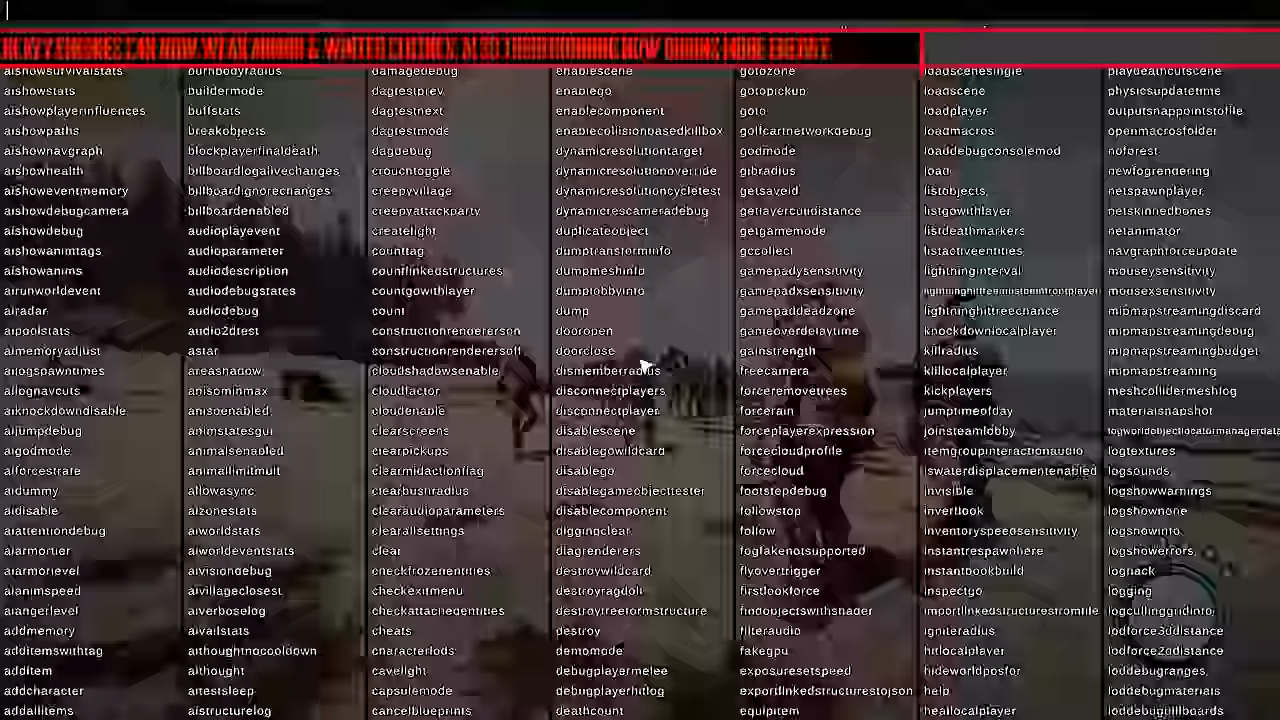 aishowsurvivalstats
aishowstats
aishowplayerinfluences
aishowpaths
aishownavgraph
aishowhealth
aishoweventmemory
aishowdebugcamera
aishowdebug
aishowanimtags
aishowanims
airunworldevent
airadar
aipoolstats
aimemoryadjust
ailogspawntimes
ailognavcuts
aiknockdowndisable
aijumpdebug
aigodmode
aiforcestrafe
aidummy
aidisable
aiattentiondebug
aiarmortier
aiarmorlevel
aianimspeed
aiangerlevel
addmemory
additemswithtag
additem
addcharacter
addallitems
burnbodyradius
buildermode
buffstats
breakobjects
blockplayerfinaldeath
billboardlogalivechanges
billboardignorechanges
billboardenabled
audioplayevent
audioparameter
audiodescription
audiodebugstates
audiodebug
audio2dtest
astar
areashadow
anisominmax
anisoenabled
animstatesgui
animalsenabled
animallimitmult
allowasync
aizonestats
aiworldstats
aiworldeventstats
aivisiondebug
aivillageclosest
aiverboselog
aivailstats
aithoughtnocooldown
aithought
aitestsleep
aistructurelog
damagedebug
dagtestprev
dagtestnext
dagtestmode
dagdebug
crouchtoggle
creepyvillage
creepyattackparty
createlight
counttag
countlinkedstructures
countgowithlayer
count
constructionrendererson
constructionrenderersoff
cloudshadowsenable
cloudfactor
cloudenable
clearscreens
clearpickups
clearmidactionflag
clearbushradius
clearaudioparameters
clearallsettings
clear
checkfrozenentities
checkexitmenu
checkattachedentities
cheats
characterlods
cavelight
capsulemode
cancelblueprints
enablescene
enablego
enablecomponent
enablecollisionbasedkillbox
dynamicresolutiontarget
dynamicresolutionoverride
dynamicresolutioncycletest
dynamicrescameradebug
duplicateobject
dumptransforminfo
dumpmeshinfo
dumplobbyinfo
dump
dooropen
doorclose
dismemberradius
disconnectplayers
disconnectplayer
disablescene
disablegowildcard
disablego
disablegameobjecttester
disablecomponent
diggingclear
diagrenderers
destroywildcard
destroyragdoll
destroytreeformstructure
destroy
demomode
debugplayermelee
debugplayerhitlog
deathcount
gotozone
gotopickup
goto
golfcartnetworkdebug
godmode
gibradius
getsaveid
getlayerculldistance
getgamemode
gccollect
gamepadysensitivity
gamepadxsensitivity
gamepaddeadzone
gameoverdelaytime
gainstrength
freecamera
forceremovetrees
forcerain
forceplayerexpression
forcecloudprofile
forcecloud
footstepdebug
followstop
follow
fogfakenotsupported
flyovertrigger
firstlookforce
findobjectswithshader
filteraudio
fakegpu
exposuresetspeed
exportlinkedstructurestojson
equipitem
loadscenesingle
loadscene
loadplayer
loadmacros
loaddebugconsolemod
load
listobjects
listgowithlayer
listdeathmarkers
listactiveentities
lightninginterval
lightninghittreeinstantfrontplayer
lightninghittreechance
knockdownlocalplayer
killradius
killlocalplayer
kickplayers
jumptimeofday
joinsteamlobby
itemgroupinteractionaudio
iswaterdisplacementenabled
invisible
invertlook
inventoryspeedsensitivity
instantrespawnhere
instantbookbuild
inspectgo
importlinkedstructuresfromfile
igniteradius
hitlocalplayer
hideworldposfor
help
heallocalplayer
playdeathcutscene
physicsupdatetime
outputsnappointstofile
openmacrosfolder
noforest
newfogrendering
netspawnplayer
netskinnedbones
netanimator
navgraphforceupdate
mouseysensitivity
mousexsensitivity
mipmapstreamingdiscard
mipmapstreamingdebug
mipmapstreamingbudget
mipmapstreaming
meshcollidermeshlog
materialsnapshot
logworldobjectlocatormanagerdata
logtextures
logsounds
logshowwarnings
logshownone
logshowinfo
logshowerrors
loghack
logging
logcullinggridinfo
lodforce3ddistance
lodforce2ddistance
loddebugranges
loddebugmaterials
loddebugbillboards